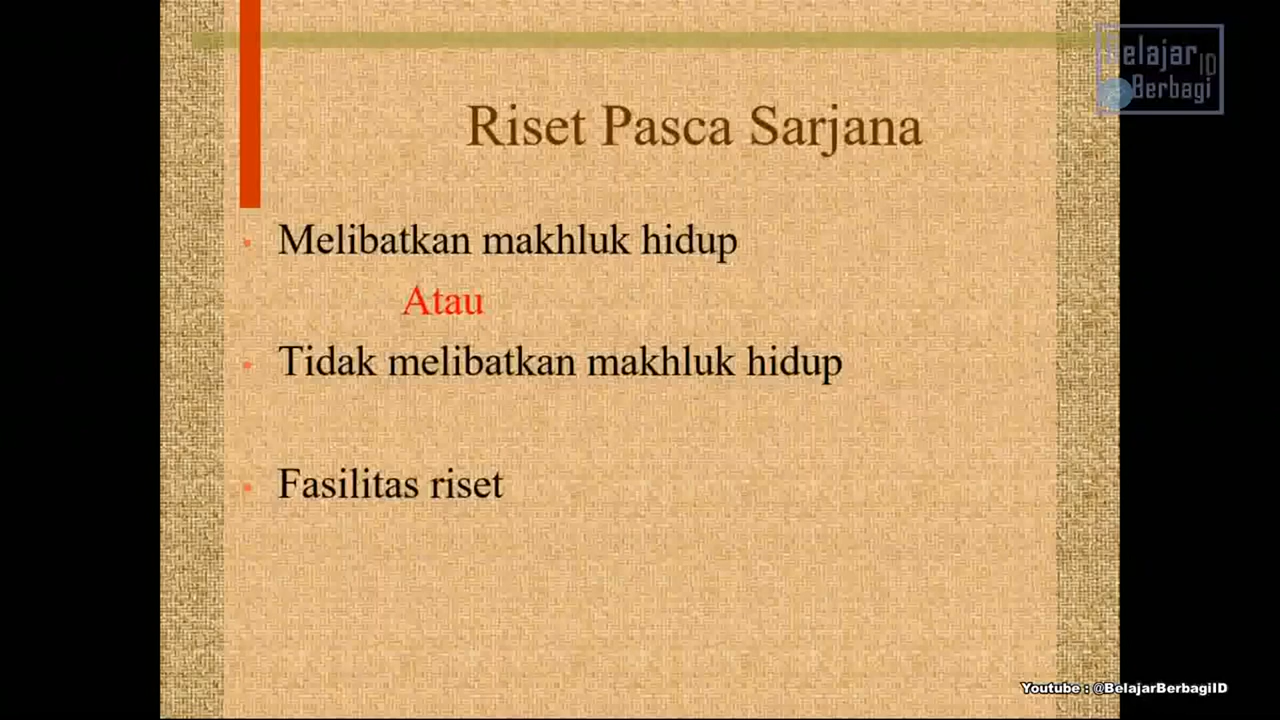 Belajar ID
Berbagi
Riset Pasca Sarjana
Melibatkan makhluk hidup
Atau
Tidak melibatkan makhluk hidup
Fasilitas riset
Youtube : @BelajarBerbagiID